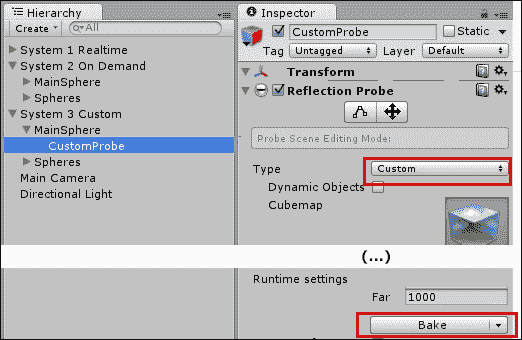 Hierarchy
Create
All
System 1 Realtime
System 2 On Demand
MainSphere
Spheres
System 3 Custom
MainSphere
CustomProbe
Spheres
Main Camera
Directional Light
Inspector
CustomProbe
Static
Tag Untagged Layer Default
Transform
Reflection Probe
Probe Scene Editing Mode:
Type Custom
Dynamic Objects
Cubemap
(...)
Runtime settings
Far 1000
Bake